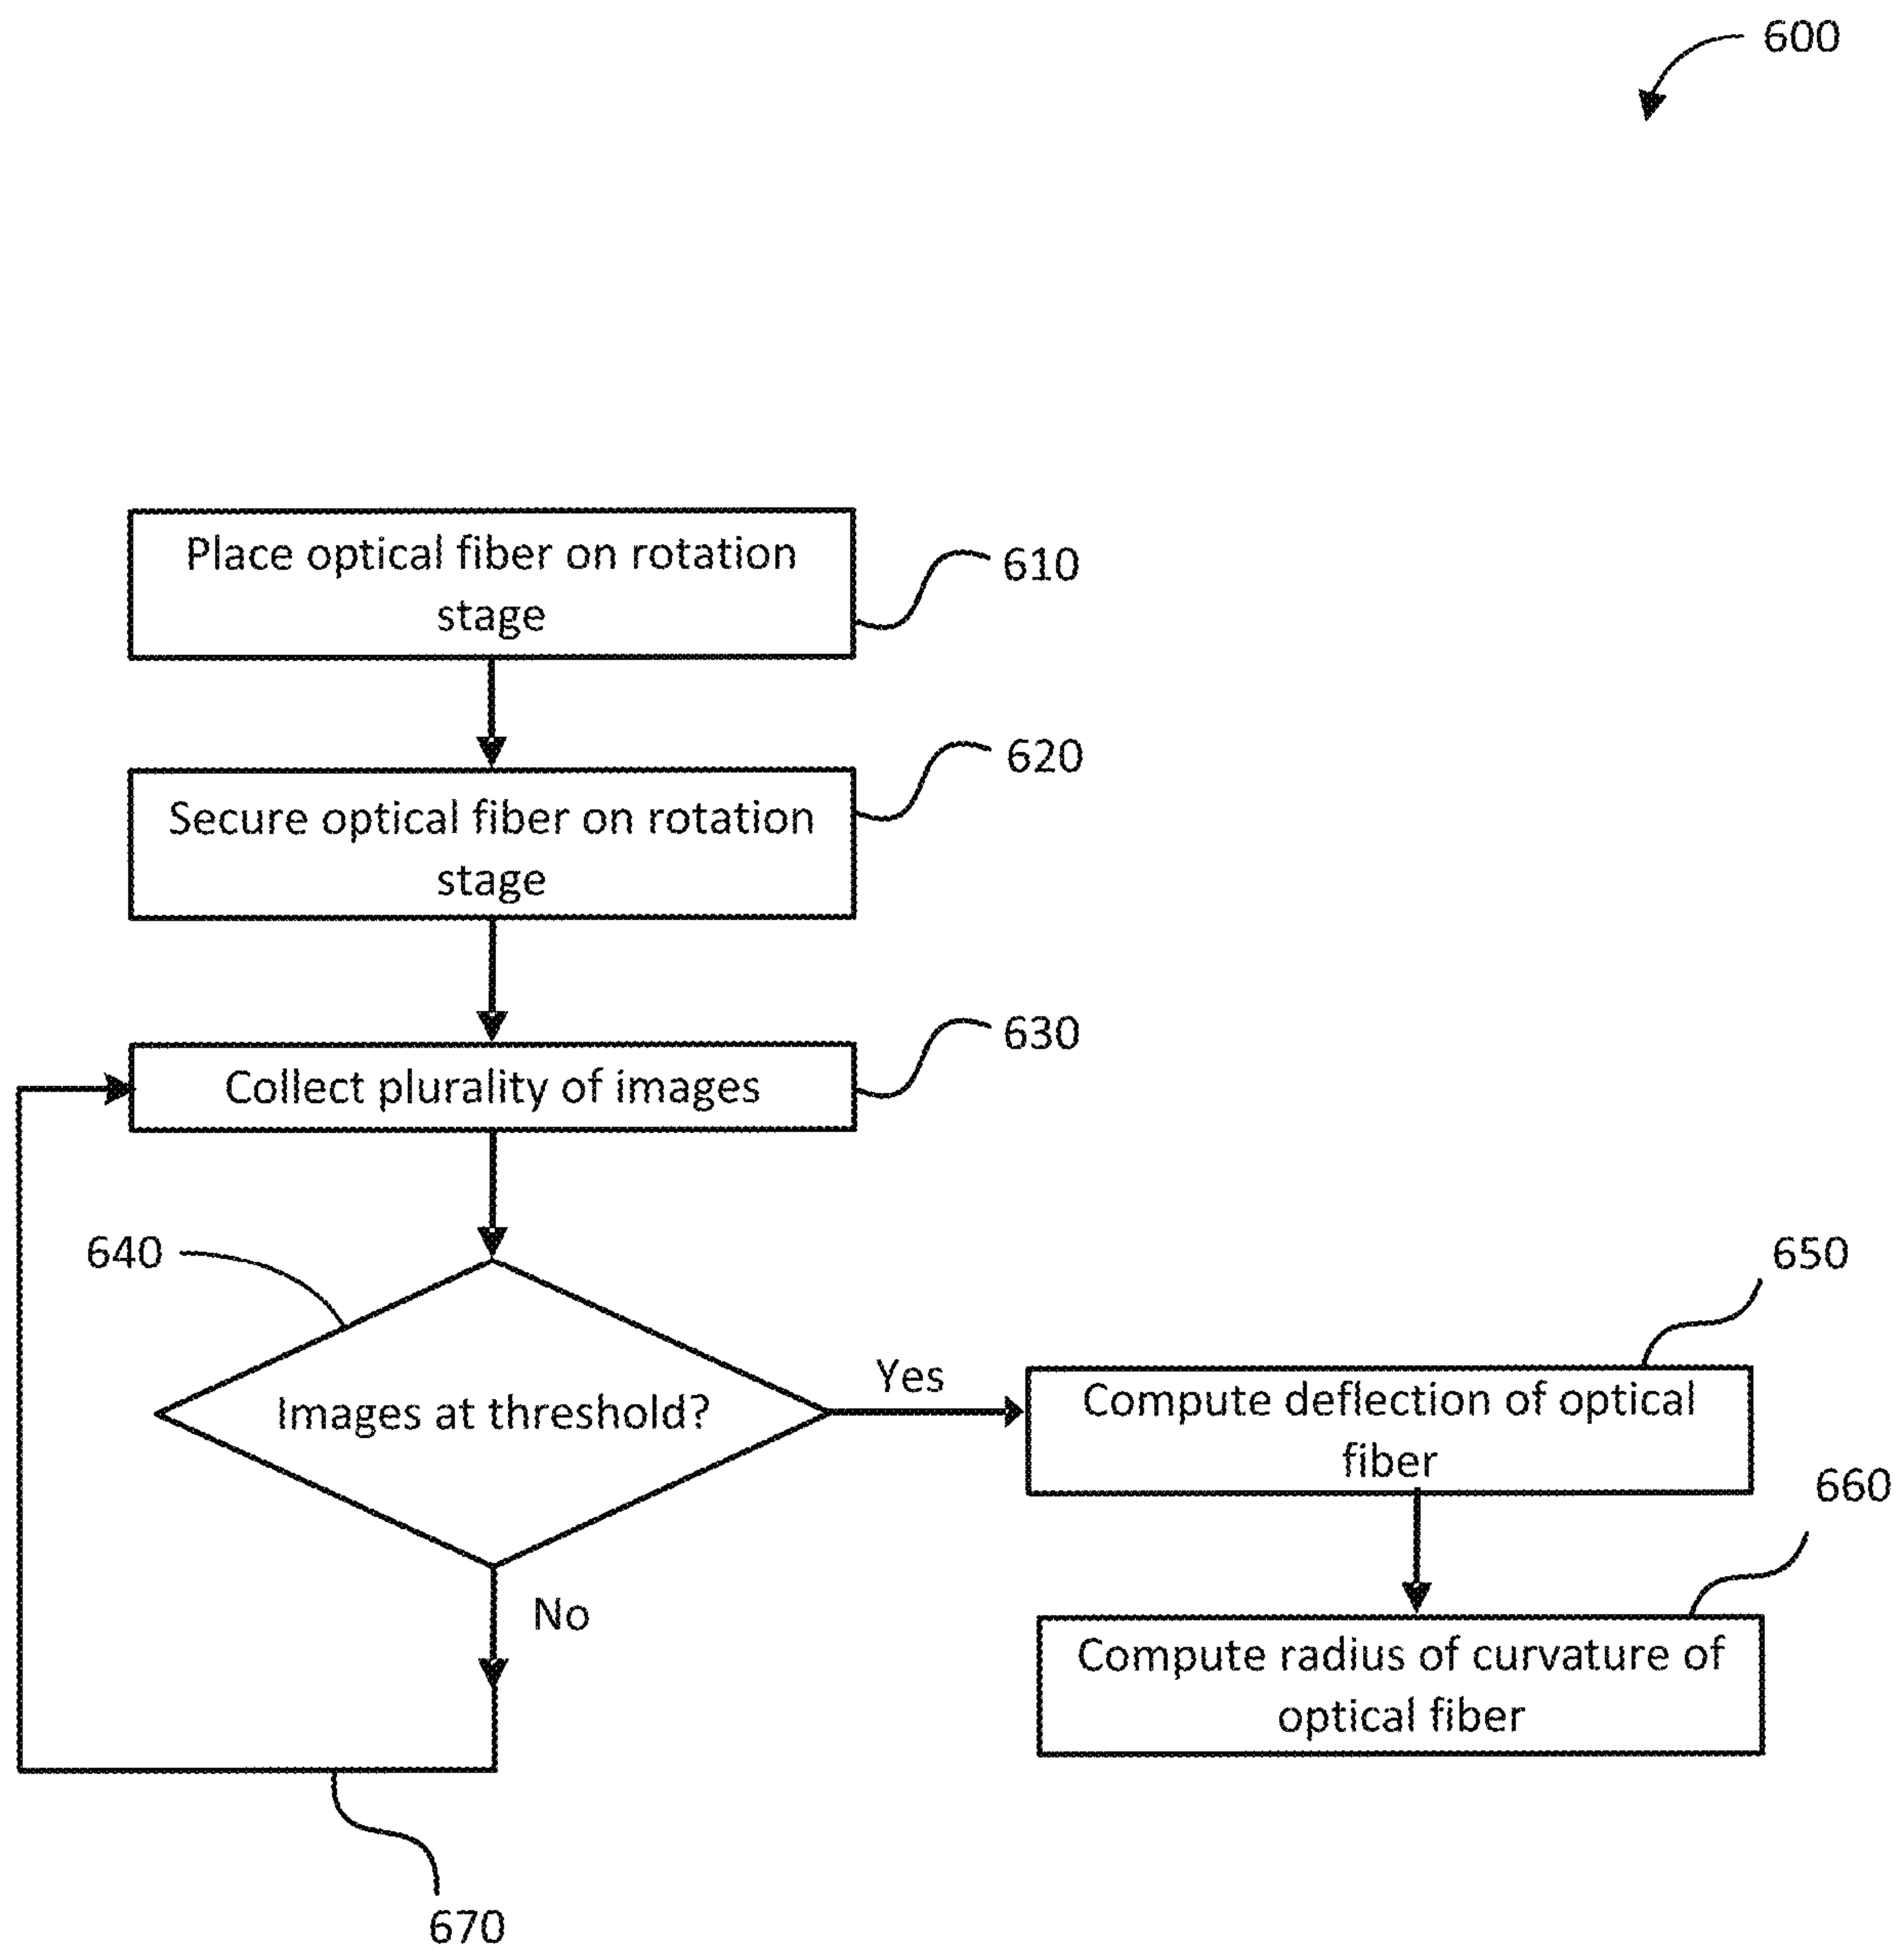 600
Place optical fiber on rotation
stage
610
Secure optical fiber on rotation
stage
620
Collect plurality of images
630
640
Images at threshold?
Yes
No
650
Compute deflection of optical
fiber
660
Compute radius of curvature of
optical fiber
670